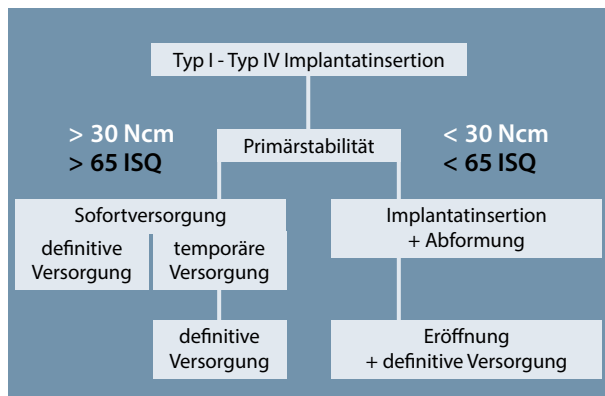 Typ I - Typ IV Implantatinsertion
> 30 Ncm
> 65 ISQ
Primärstabilität
< 30 Ncm
< 65 ISQ
Sofortversorgung
definitive
Versorgung
temporäre
Versorgung
Implantatinsertion
+ Abformung
definitive
Versorgung
Eröffnung
+ definitive Versorgung